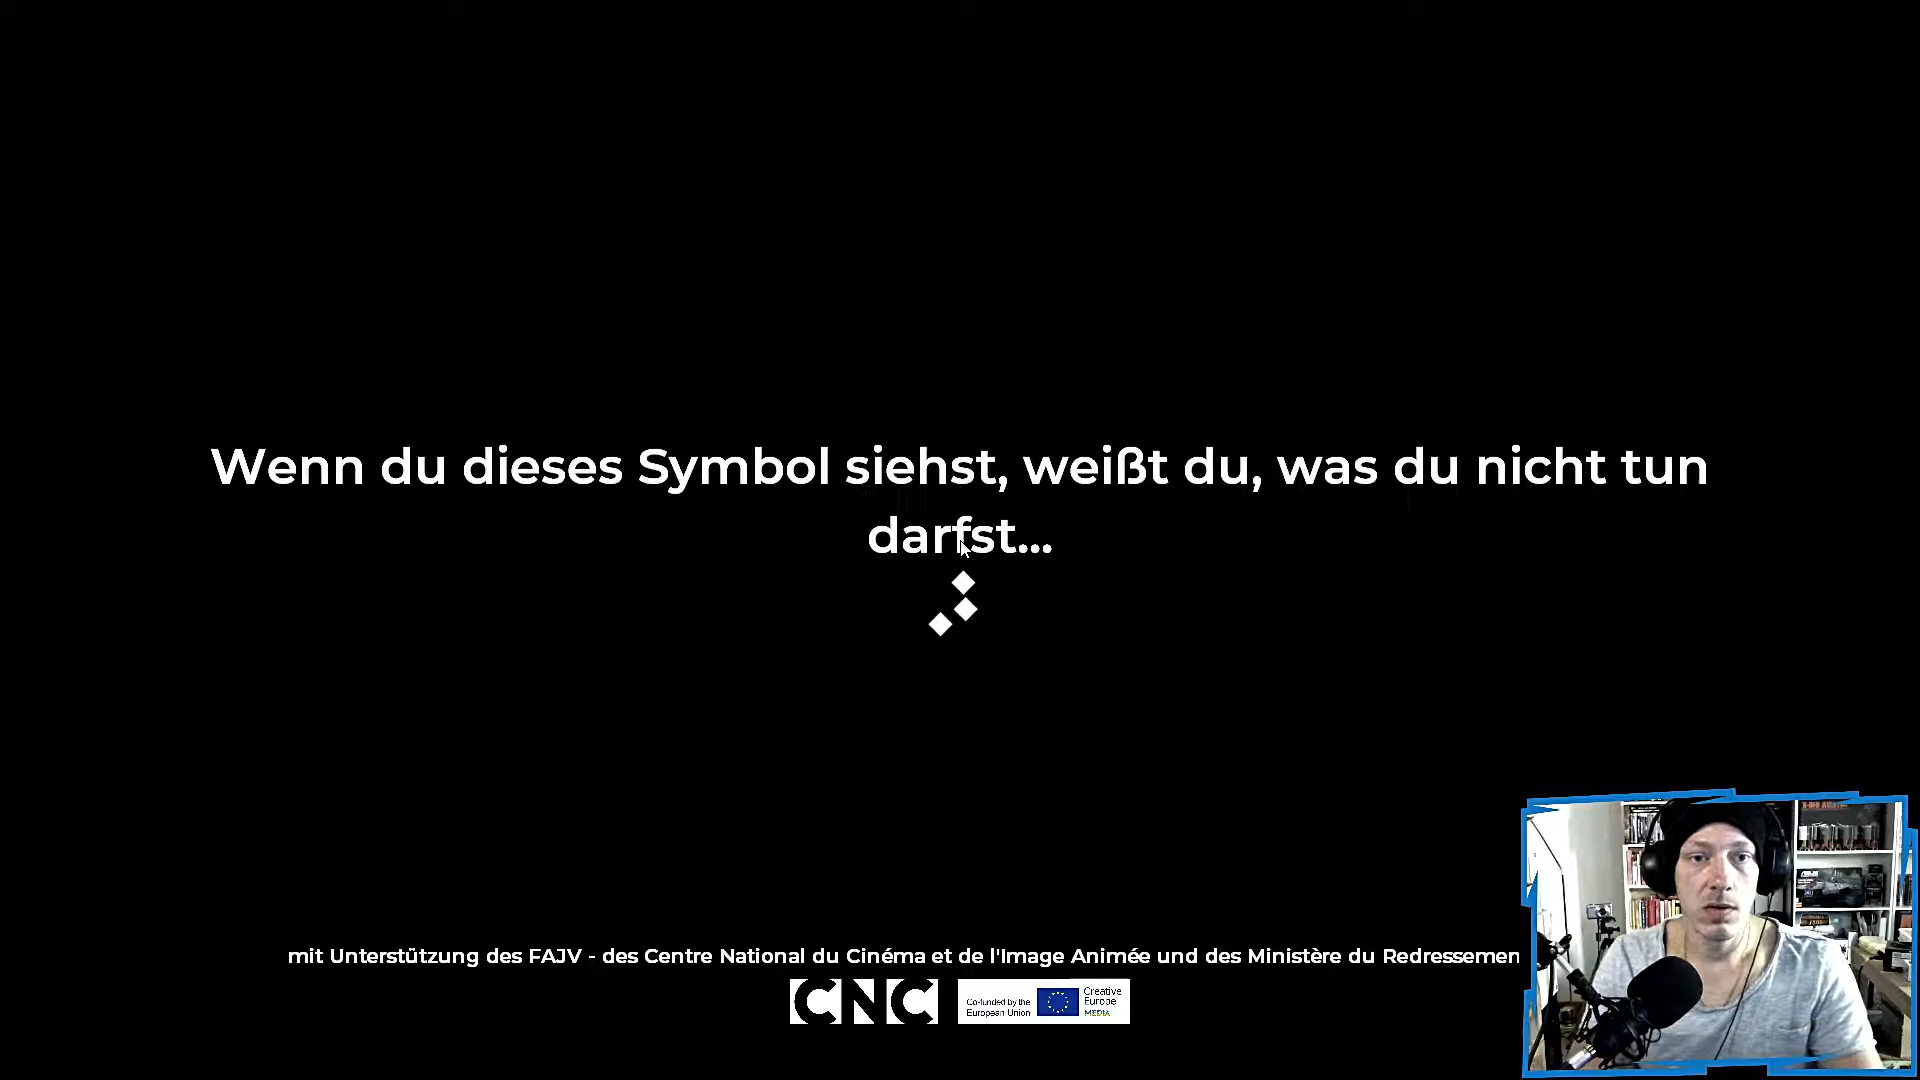 Wenn du dieses Symbol siehst, weißt du, was du nicht tun
darfst...
mit Unterstützung des FAJV - des Centre National du Cinéma et de l'Image Animée und des Ministère du Redressemen
CNC
Co-funded by the
European Union
Creative
Europe
MEDIA